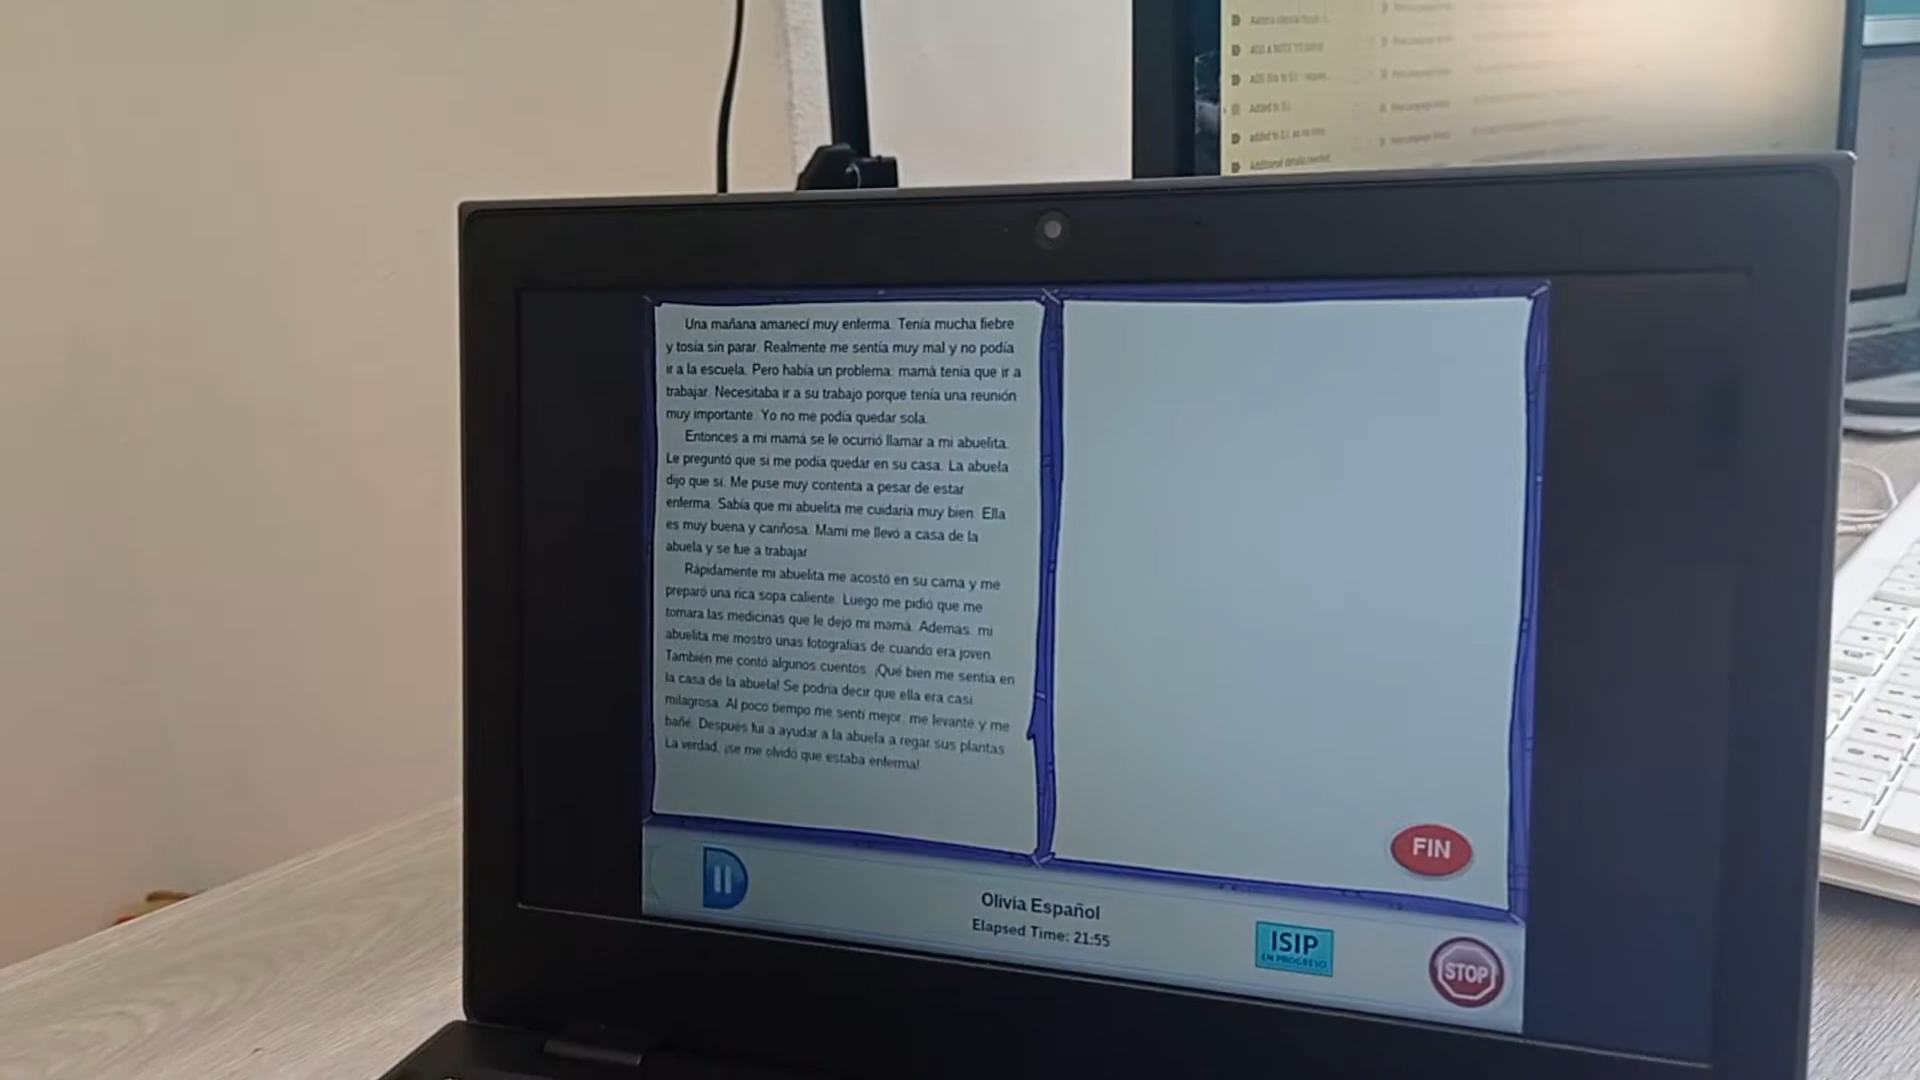 Added to S.I.
Una mañana amanecí muy enferma. Tenía mucha fiebre
y tosía sin parar. Realmente me sentía muy mal y no podía
ir a la escuela. Pero había un problema: mamá tenía que ir a
trabajar. Necesitaba ir a su trabajo porque tenía una reunión
muy importante. Yo no me podía quedar sola.
Entonces a mi mamá se le ocurrió llamar a mi abuelita.
Le preguntó que si me podía quedar en su casa. La abuela
dijo que sí. Me puse muy contenta a pesar de estar
enferma. Sabía que mi abuelita me cuidaría muy bien. Ella
es muy buena y cariñosa. Mami me llevó a casa de la
abuela y se fue a trabajar.
Rápidamente mi abuelita me acostó en su cama y me
preparó una rica sopa caliente. Luego me pidió que me
tomara las medicinas que le dejó mi mamá. Además, mi
abuelita me mostró unas fotografías de cuando era joven.
También me contó algunos cuentos. ¡Qué bien me sentía en
la casa de la abuela! Se podría decir que ella era casi
milagrosa. Al poco tiempo me sentí mejor, me levanté y me
bañé. Después fui a ayudar a la abuela a regar sus plantas.
La verdad, ¡se me olvidó que estaba enferma!
FIN
Olivia Español
Elapsed Time: 21:55
ISIP
EN PROGRESO
STOP